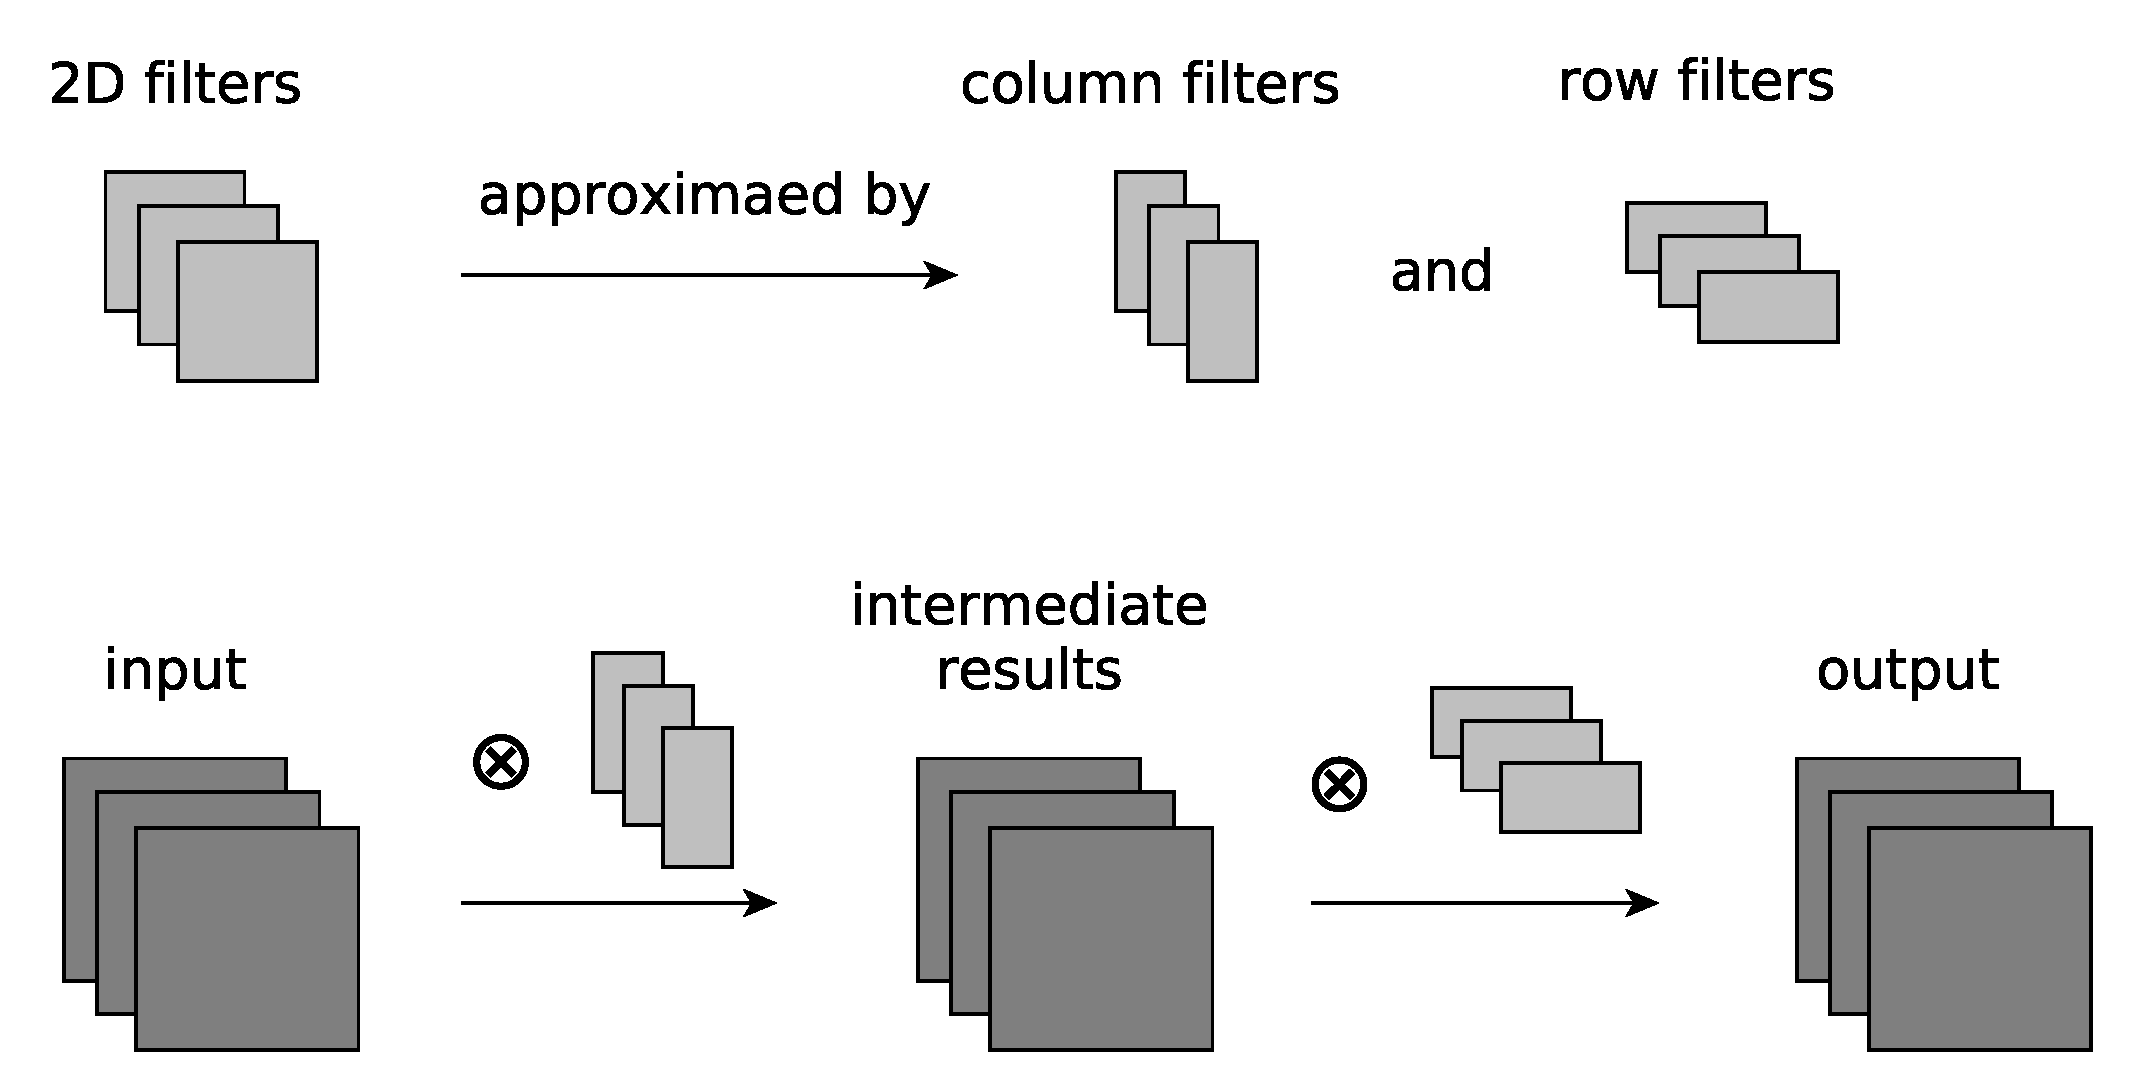 2D filters
column filters
row filters
approximaed by
and
intermediate
results
input
output